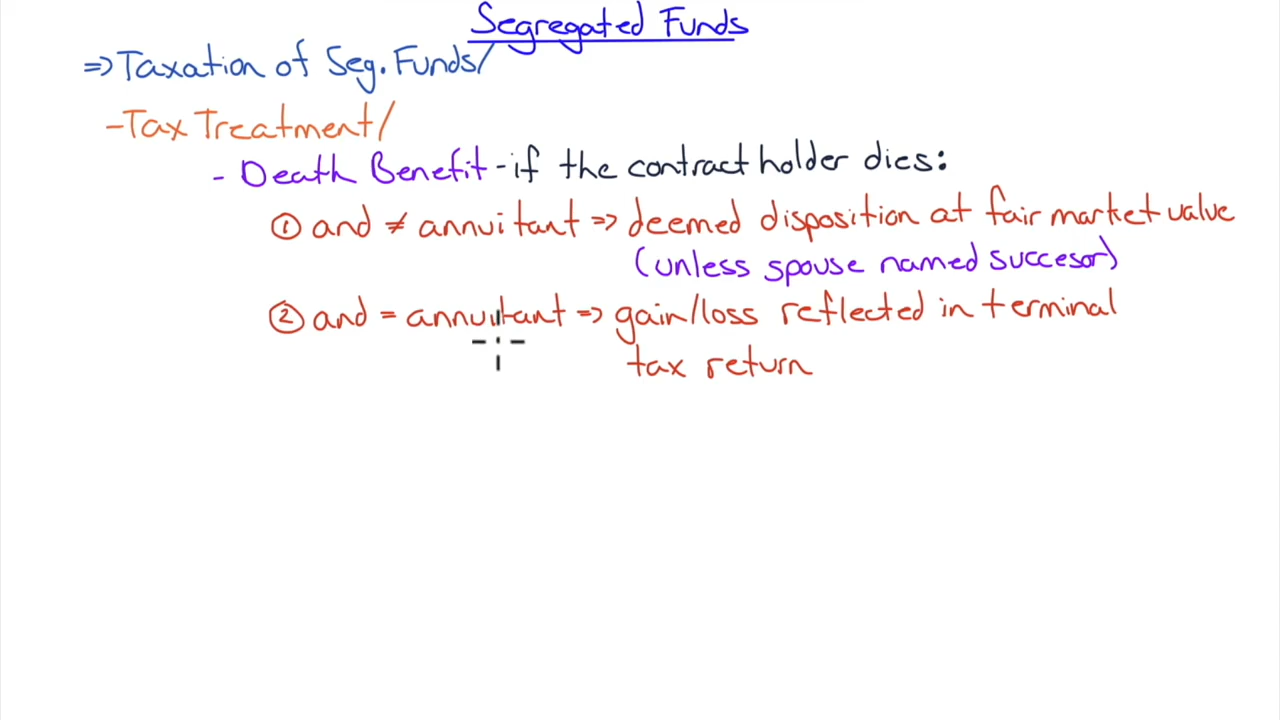 Segregated Funds
⇒ Taxation of Seg. Funds/
- Tax Treatment/
- Death Benefit - if the contract holder dies:
① and ≠ annuitant ⇒ deemed disposition at fair market value
(unless spouse named succesor)
② and = annuitant ⇒ gain/loss reflected in terminal
tax return